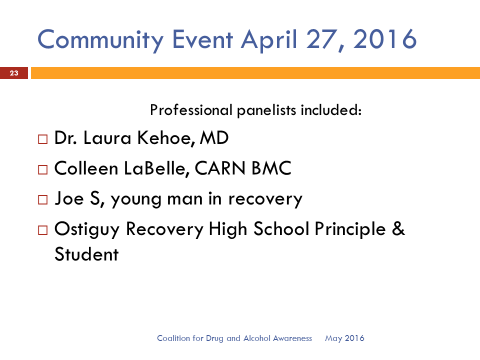 Community Event April 27, 2016
23
Professional panelists included:
Dr. Laura Kehoe, MD
Colleen LaBelle, CARN BMC
Joe S, young man in recovery
Ostiguy Recovery High School Principle &
Student
Coalition for Drug and Alcohol Awareness May 2016